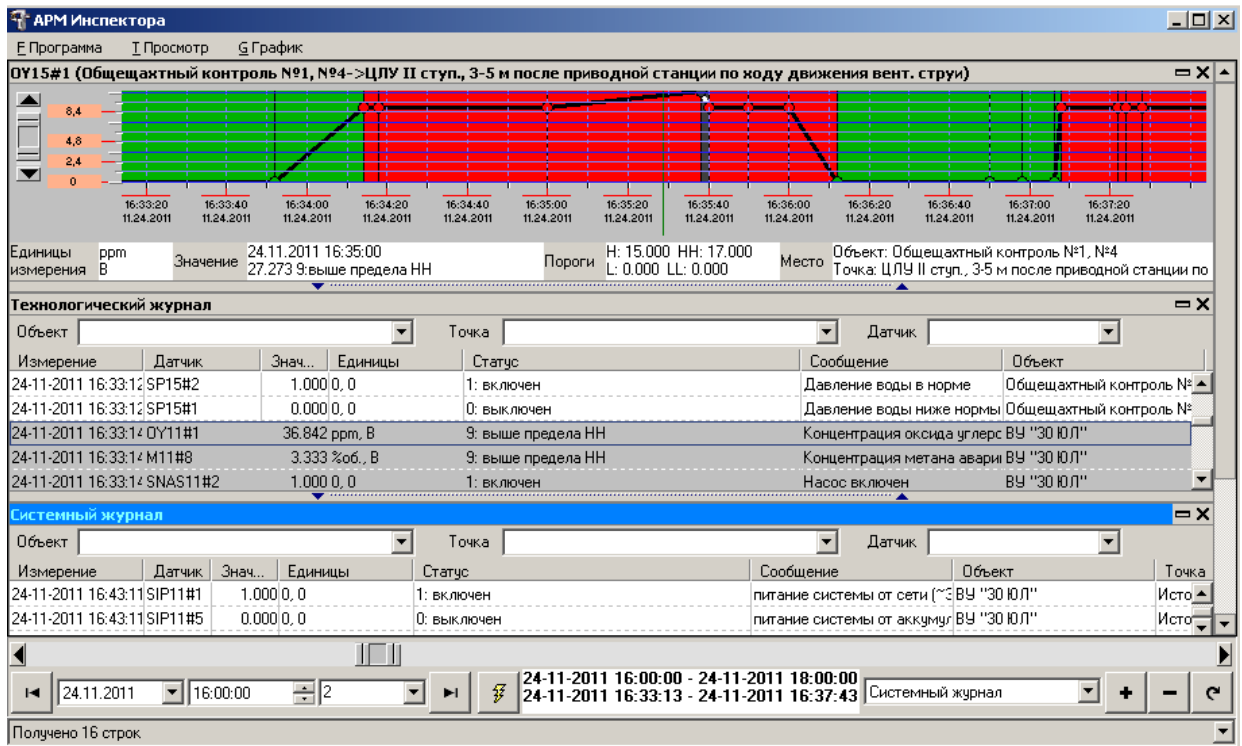 АРМ Инспектора
F Программа T Просмотр G График
OY15#1 (Общешахтный контроль №1, №4->ЦЛУ II ступ., 3-5 м после приводной станции по ходу движения вент. струи)
8,4
4,8
2,4
0
16:33:20 16:33:40 16:34:00 16:34:20 16:34:40 16:35:00 16:35:20 16:35:40 16:36:00 16:36:20 16:36:40 16:37:00 16:37:20
11.24.2011 11.24.2011 11.24.2011 11.24.2011 11.24.2011 11.24.2011 11.24.2011 11.24.2011 11.24.2011 11.24.2011 11.24.2011 11.24.2011 11.24.2011
Единицы измерения ppm В Значение 24.11.2011 16:35:00 Пороги H: 15.000 HH: 17.000 Место Объект: Общещахтный контроль №1, №4
27.273 9:выше предела НН L: 0.000 LL: 0.000 Точка: ЦЛУ II ступ., 3-5 м после приводной станции по
Технологический журнал
Объект Точка Датчик
Измерение Датчик Знач... Единицы Статус Сообщение Объект
24-11-2011 16:33:12 SP15#2 1.000 0, 0 1: включен Давление воды в норме Общещахтный контроль №
24-11-2011 16:33:12 SP15#1 0.000 0, 0 0: выключен Давление воды ниже нормы Общещахтный контроль №
24-11-2011 16:33:14 OY11#1 36.842 ppm, В 9: выше предела НН Концентрация оксида углерс ВУ "30 ЮЛ"
24-11-2011 16:33:14 M11#8 3.333 %об., В 9: выше предела НН Концентрация метана авари ВУ "30 ЮЛ"
24-11-2011 16:33:14 SNAS11#2 1.000 0, 0 1: включен Насос включен ВУ "30 ЮЛ"
Системный журнал
Объект Точка Датчик
Измерение Датчик Знач... Единицы Статус Сообщение Объект Точка
24-11-2011 16:43:11 SIP11#1 1.000 0, 0 1: включен питание системы от сети (~ ВУ "30 ЮЛ" Исто
24-11-2011 16:43:11 SIP11#5 0.000 0, 0 0: выключен питание системы от аккумул ВУ "30 ЮЛ" Исто
24.11.2011 16:00:00 2 24-11-2011 16:00:00 - 24-11-2011 18:00:00 Системный журнал
24-11-2011 16:33:13 - 24-11-2011 16:37:43
Получено 16 строк